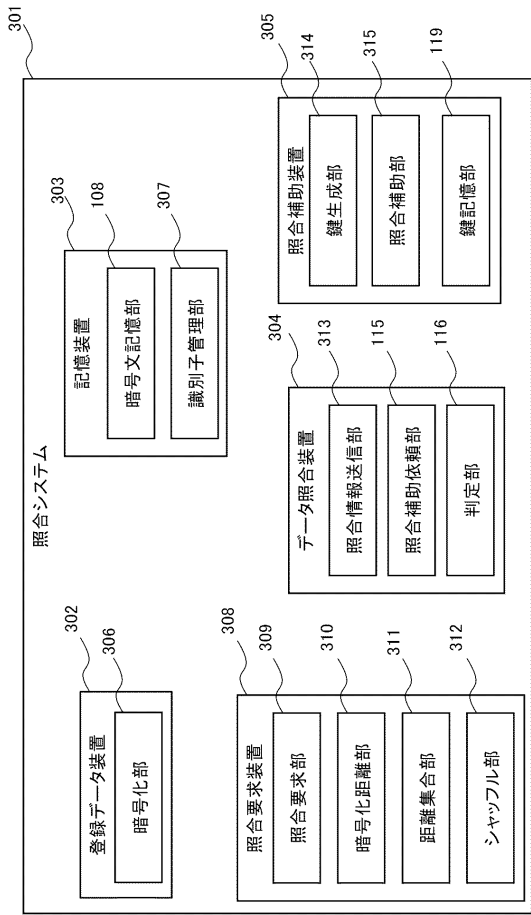 照合システム
301
登録データ装置
302
暗号化部
306
記憶装置
303
暗号文記憶部
108
識別子管理部
307
照合要求装置
308
照合要求部
309
暗号化距離部
310
距離集合部
311
シャッフル部
312
データ照合装置
304
照合情報送信部
313
照合補助依頼部
115
判定部
116
照合補助装置
305
鍵生成部
314
照合補助部
315
鍵記憶部
119